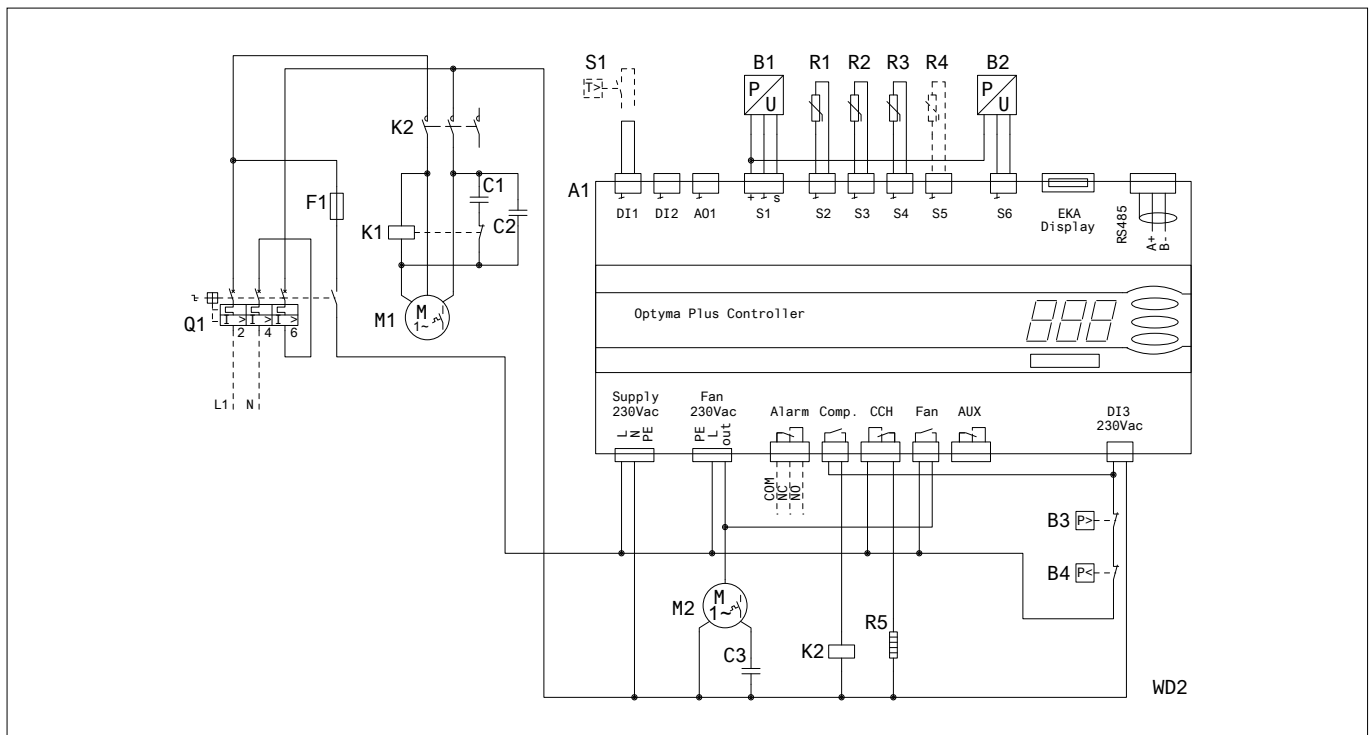 S1 B1 R1 R2 R3 R4 B2
T> P U P U
K2
A1
F1 C1
C2
DI1 DI2 AO1 + - s S1 S2 S3 S4 S5 S6 EKA Display RS485 A+ B-
K1
M1 M 1~
Q1 I > I > I >
2 4 6
Optyma Plus Controller
L1 N
Supply 230Vac Fan 230Vac Alarm Comp. CCH Fan AUX DI3 230Vac
L N PE PE L out
COM NC NO
B3 P>
B4 P<
M2 M 1~
R5
C3 K2
WD2